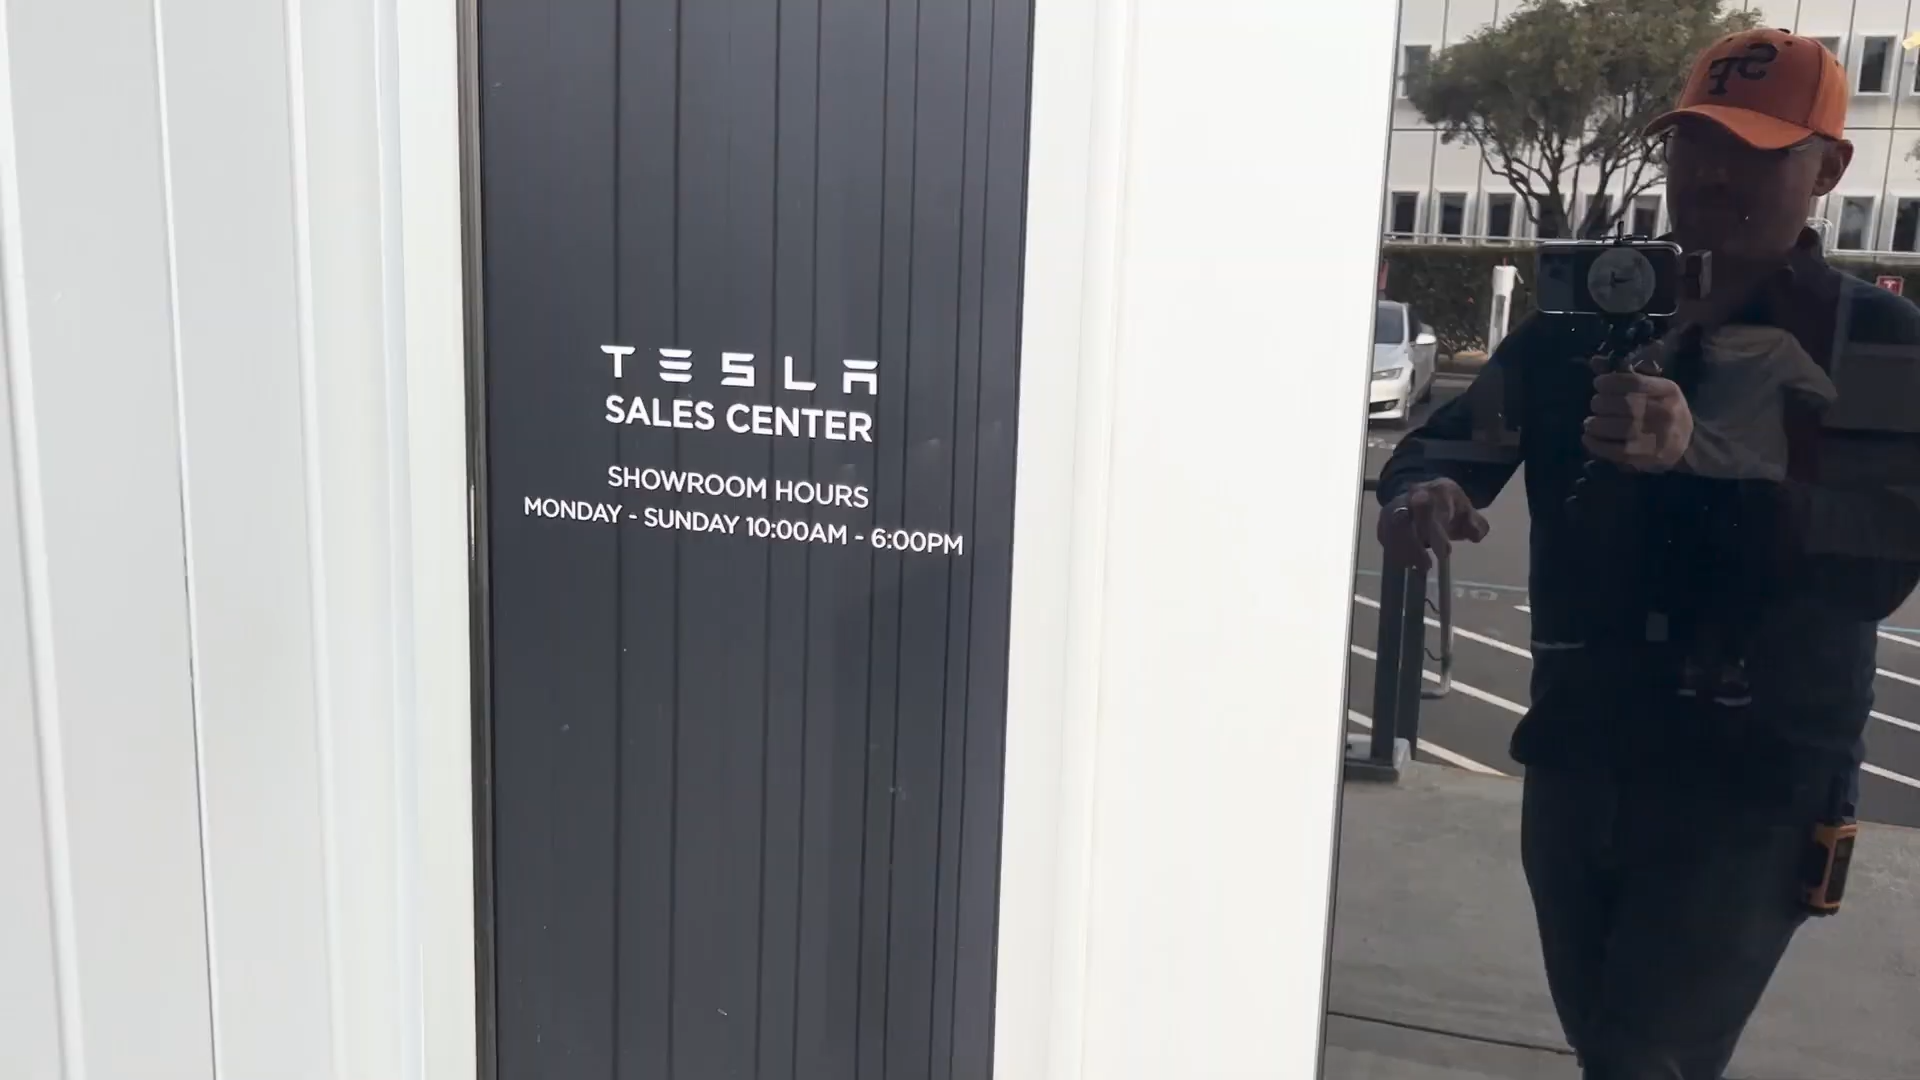 TESLA
SALES CENTER
SHOWROOM HOURS
MONDAY - SUNDAY 10:00AM - 6:00PM